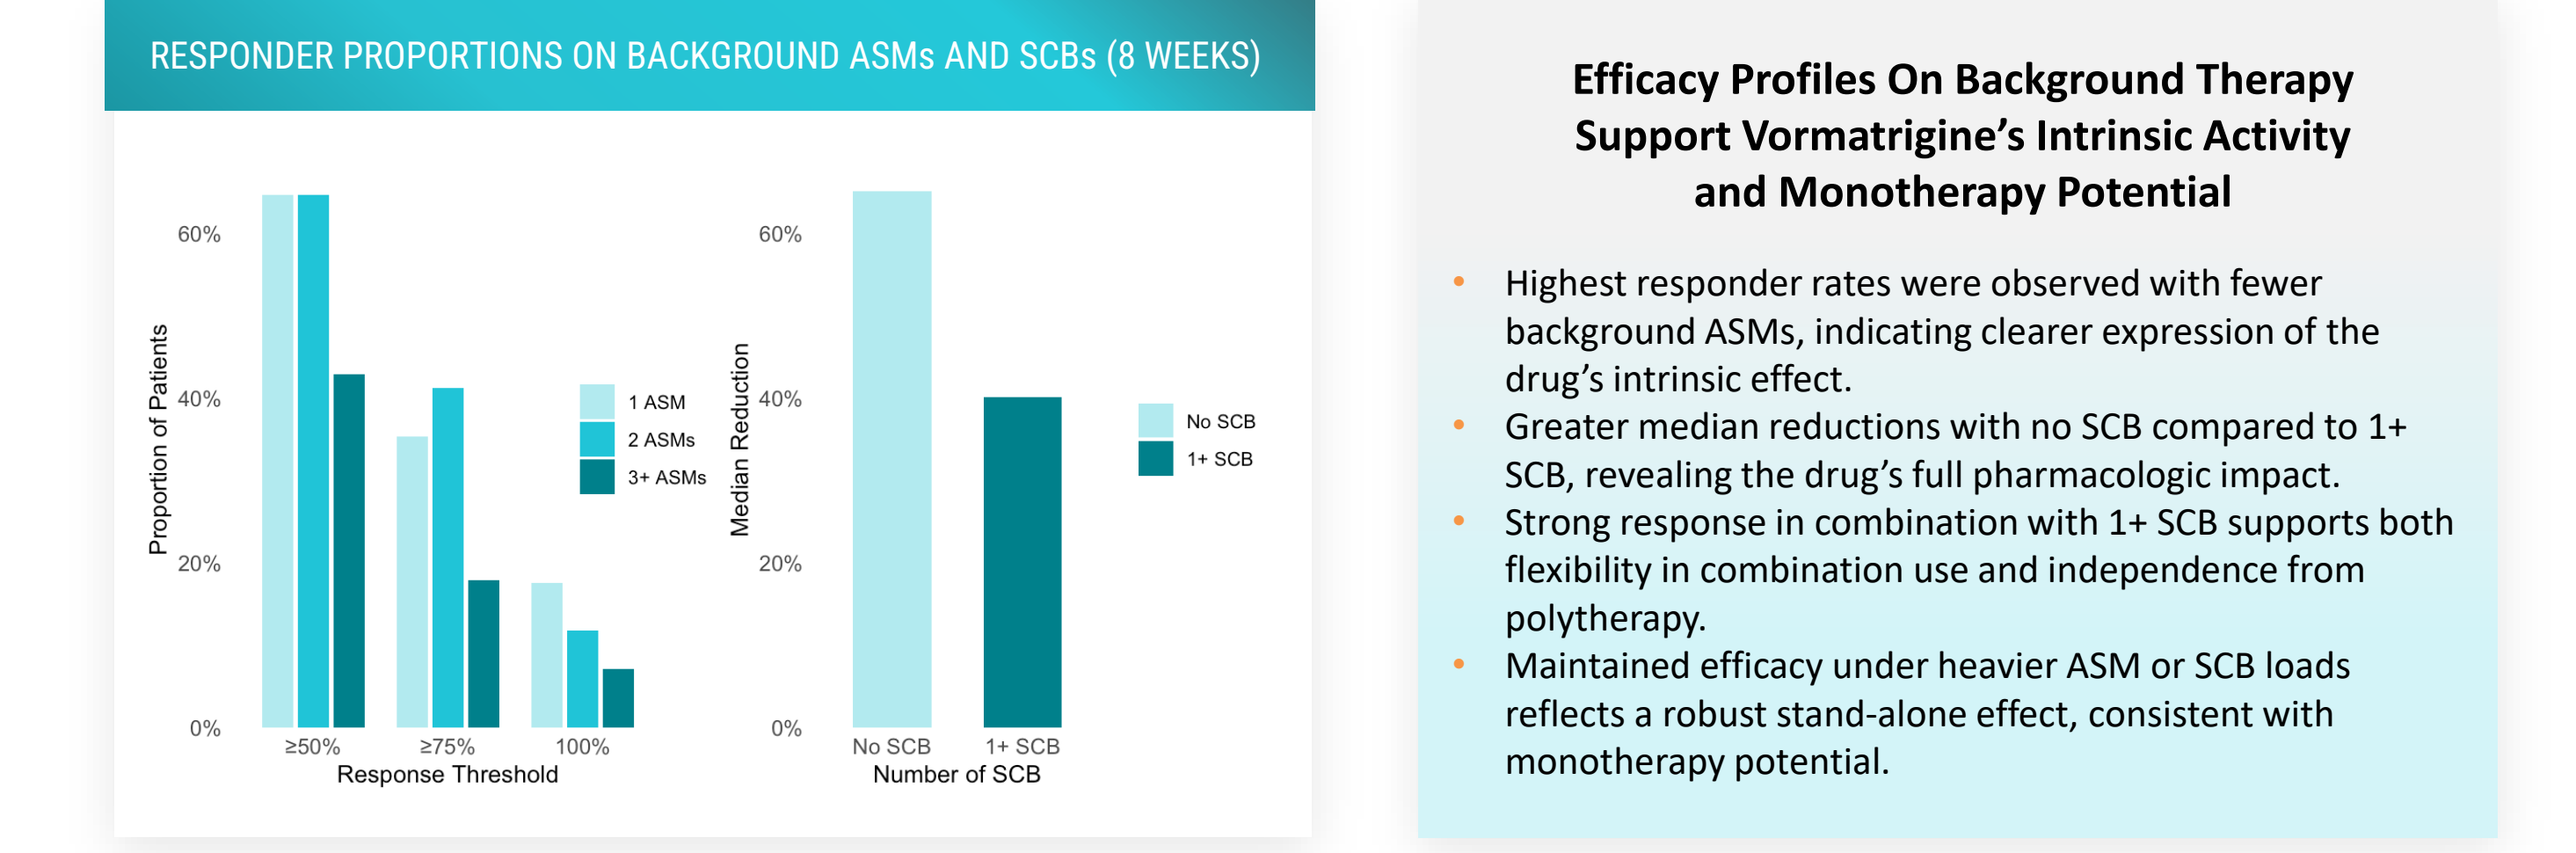 RESPONDER PROPORTIONS ON BACKGROUND ASMs AND SCBs (8 WEEKS)
Proportion of Patients
60%
40%
20%
0%
≥50%
≥75%
100%
Response Threshold
1 ASM
2 ASMs
3+ ASMs
Median Reduction
60%
40%
20%
0%
No SCB
1+ SCB
Number of SCB
No SCB
1+ SCB
Efficacy Profiles On Background Therapy
Support Vormatrigine’s Intrinsic Activity
and Monotherapy Potential
• Highest responder rates were observed with fewer
background ASMs, indicating clearer expression of the
drug’s intrinsic effect.
• Greater median reductions with no SCB compared to 1+
SCB, revealing the drug’s full pharmacologic impact.
• Strong response in combination with 1+ SCB supports both
flexibility in combination use and independence from
polytherapy.
• Maintained efficacy under heavier ASM or SCB loads
reflects a robust stand-alone effect, consistent with
monotherapy potential.